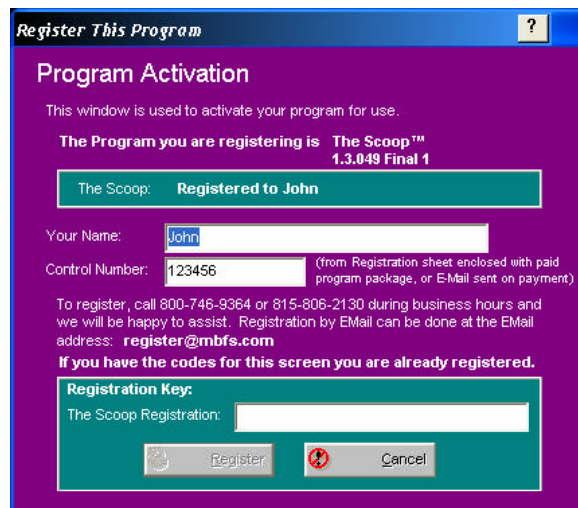 Register This Program
?
Program Activation
This window is used to activate your program for use.
The Program you are registering is The Scoop™
1.3.049 Final 1
The Scoop: Registered to John
Your Name: John
Control Number: 123456 (from Registration sheet enclosed with paid
program package, or E-Mail sent on payment)
To register, call 800-746-9364 or 815-806-2130 during business hours and
we will be happy to assist. Registration by EMail can be done at the EMail
address: register@mbfs.com
If you have the codes for this screen you are already registered.
Registration Key:
The Scoop Registration:
Register Cancel